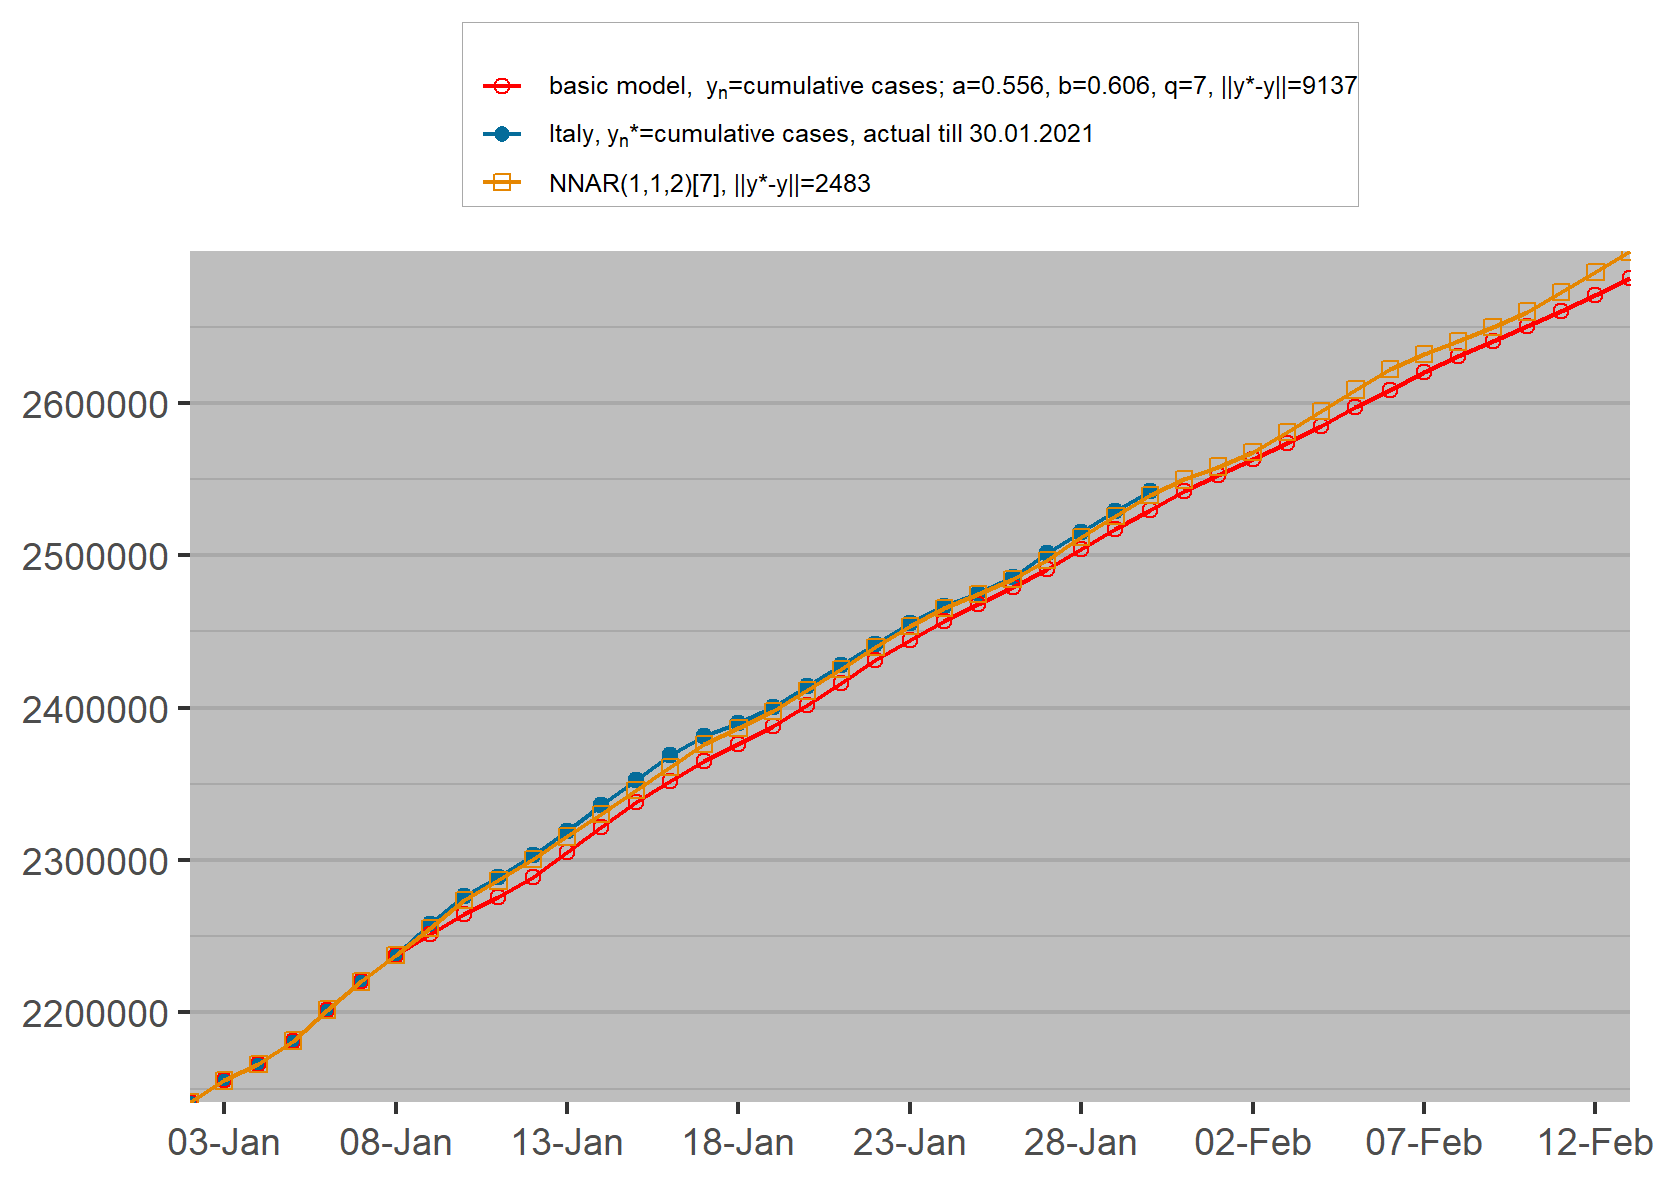 basic model, yn=cumulative cases; a=0.556, b=0.606, q=7, ||y*-y||=9137
Italy, yn*=cumulative cases, actual till 30.01.2021
NNAR(1,1,2)[7], ||y*-y||=2483
2600000
2500000
2400000
2300000
2200000
03-Jan 08-Jan 13-Jan 18-Jan 23-Jan 28-Jan 02-Feb 07-Feb 12-Feb